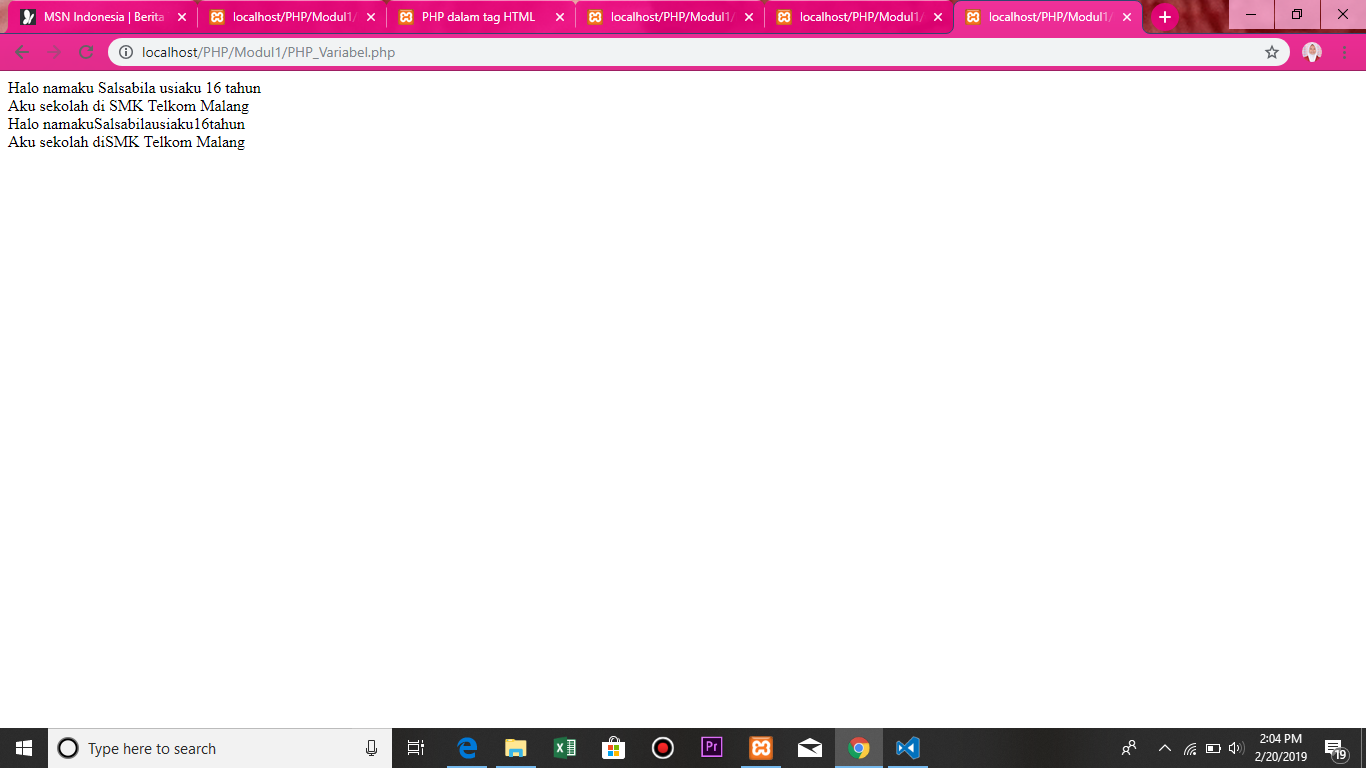 MSN Indonesia | Berita
localhost/PHP/Modul1/
PHP dalam tag HTML
localhost/PHP/Modul1/
localhost/PHP/Modul1/
localhost/PHP/Modul1/
localhost/PHP/Modul1/PHP_Variabel.php
Halo namaku Salsabila usiaku 16 tahun
Aku sekolah di SMK Telkom Malang
Halo namakuSalsabilausiaku16tahun
Aku sekolah diSMK Telkom Malang
Type here to search
Pr
2:04 PM
2/20/2019
19